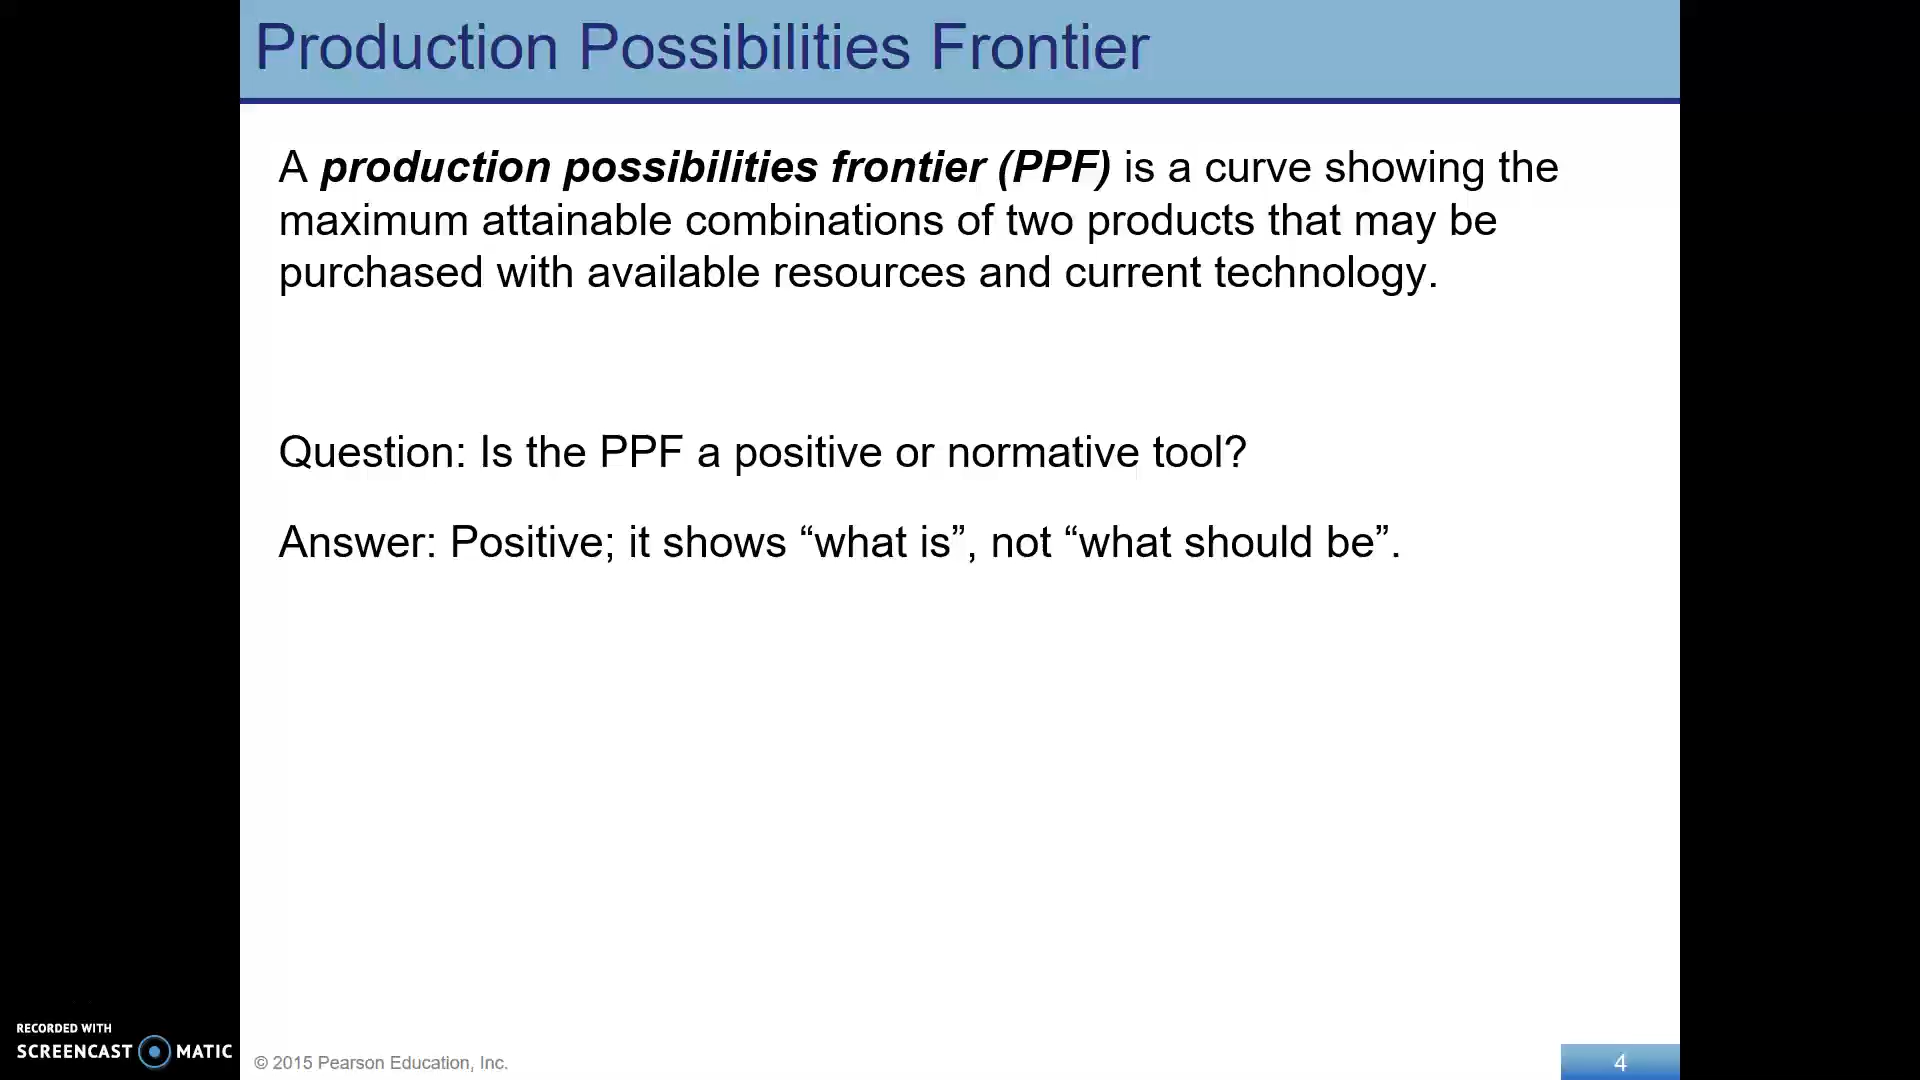 Production Possibilities Frontier
A production possibilities frontier (PPF) is a curve showing the
maximum attainable combinations of two products that may be
purchased with available resources and current technology.
Question: Is the PPF a positive or normative tool?
Answer: Positive; it shows “what is”, not “what should be”.
RECORDED WITH
SCREENCAST MATIC
© 2015 Pearson Education, Inc.
4